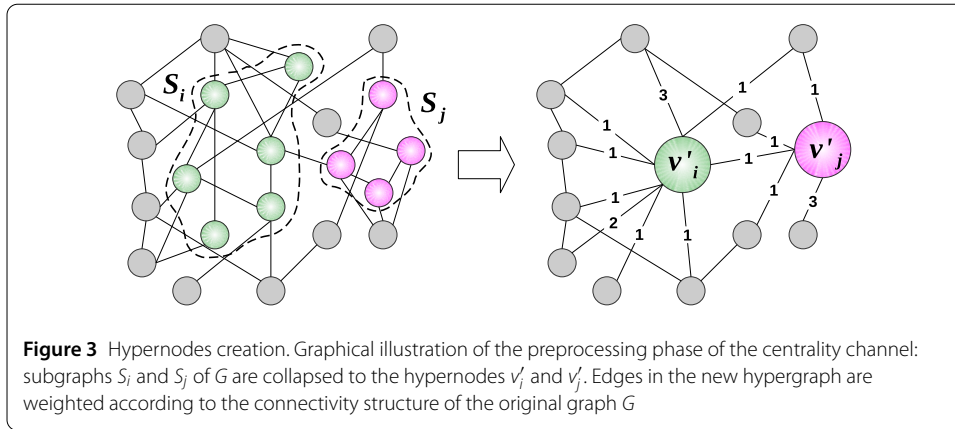 S_i
S_j
3
1
1
1
1
1
v'_i
1
v'_j
1
1
2
1
1
1
3
Figure 3 Hypernodes creation. Graphical illustration of the preprocessing phase of the centrality channel:
subgraphs S_i and S_j of G are collapsed to the hypernodes v′_i and v′_j. Edges in the new hypergraph are
weighted according to the connectivity structure of the original graph G